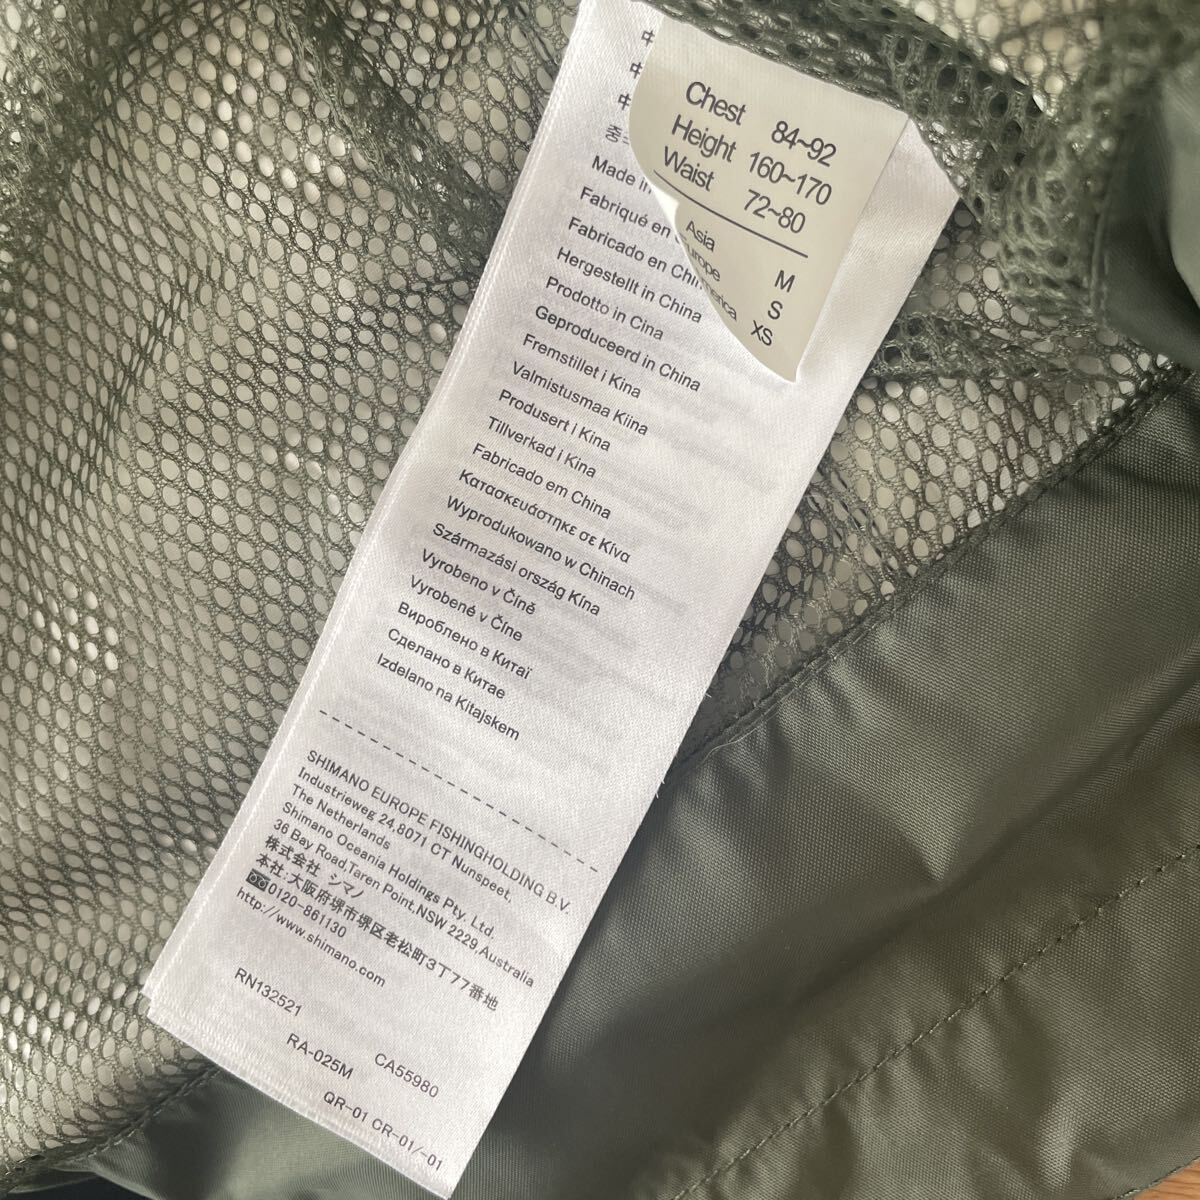 Chest 84~92
Height 160~170
Waist 72~80
Asia M
S
XS
Made in
Fabriqué en
Fabricado en
Hergestellt in China
Prodotto in Cina
Geproduceerd in China
Fremstillet i Kina
Valmistusmaa Kiina
Produsert i Kina
Tillverkad i Kina
Fabricado em China
Κατασκευάστηκε σε Κίνα
Wyprodukowano w Chinach
Származási ország Kína
Vyrobeno v Číně
Vyrobené v Číne
Вироблено в Китаї
Сделано в Китае
Izdelano na Kitajskem
SHIMANO EUROPE FISHINGHOLDING B.V.
Industrieweg 24,8071 CT Nunspeet,
The Netherlands
Shimano Oceania Holdings Pty. Ltd.
36 Bay Road,Taren Point,NSW 2229,Australia
株式会社 シマノ
本社:大阪府堺市堺区老松町3丁77番地
0120-861130
http://www.shimano.com
RN132521
CA55980
RA-025M
QR-01 CR-01/-01